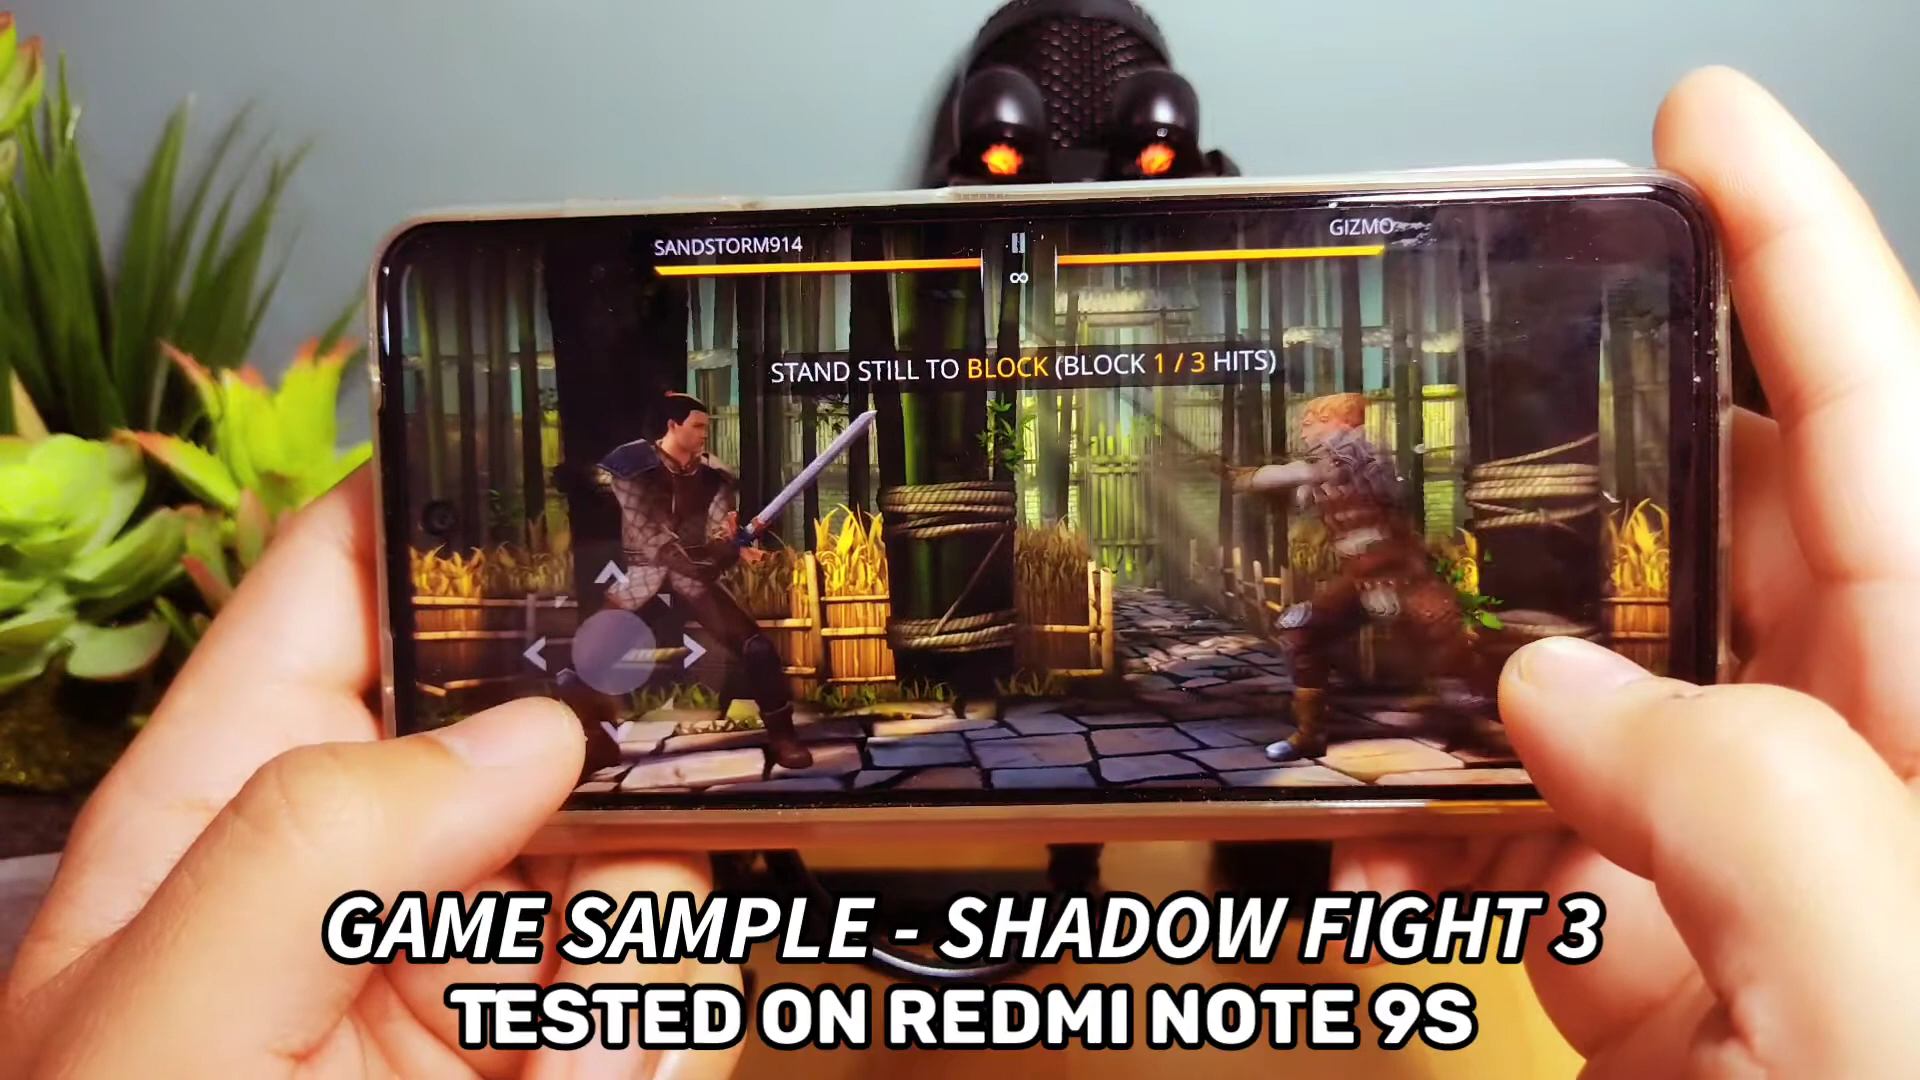 SANDSTORM914
GIZMO
∞
STAND STILL TO BLOCK (BLOCK 1 / 3 HITS)
GAME SAMPLE - SHADOW FIGHT 3
TESTED ON REDMI NOTE 9S